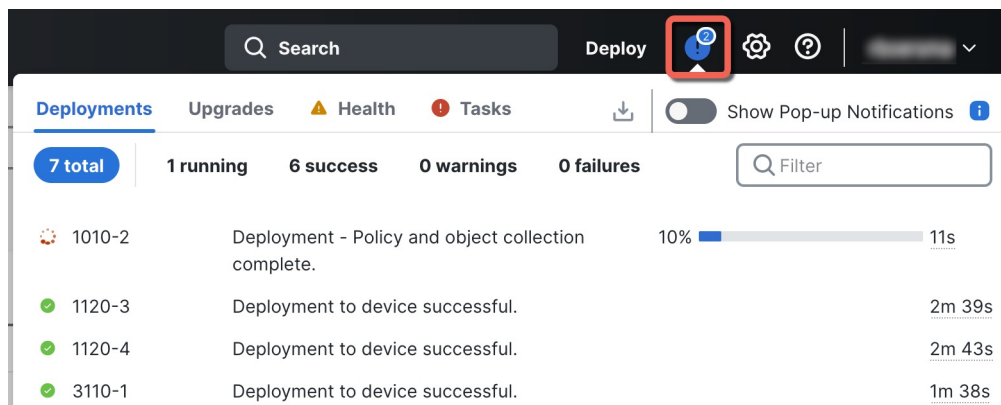 Search
Deploy
2
Deployments Upgrades Health Tasks Show Pop-up Notifications
7 total 1 running 6 success 0 warnings 0 failures Filter
1010-2 Deployment - Policy and object collection 10% 11s
complete.
1120-3 Deployment to device successful. 2m 39s
1120-4 Deployment to device successful. 2m 43s
3110-1 Deployment to device successful. 1m 38s